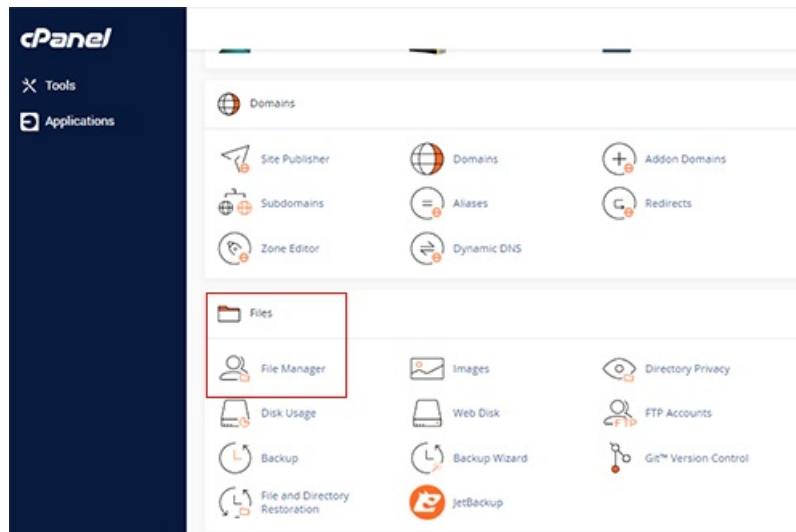 cPanel
Tools
Applications
Domains
Site Publisher
Domains
Addon Domains
Subdomains
Aliases
Redirects
Zone Editor
Dynamic DNS
Files
File Manager
Images
Directory Privacy
Disk Usage
Web Disk
FTP Accounts
FTP
Backup
Backup Wizard
Git™ Version Control
File and Directory
Restoration
JetBackup